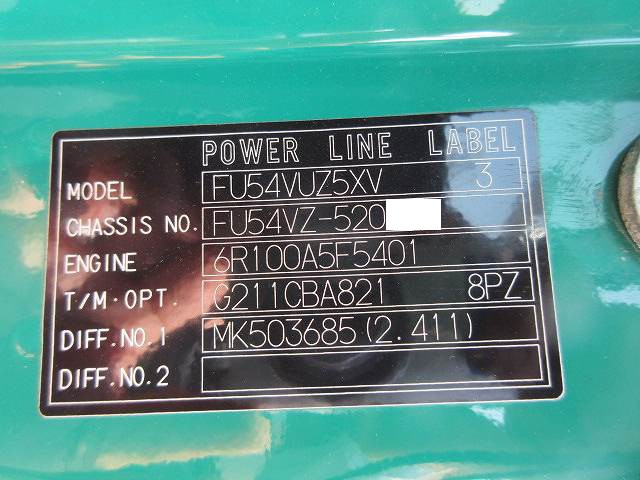 POWER LINE LABEL
MODEL FU54VUZ5XV 3
CHASSIS NO. FU54VZ-520
ENGINE 6R100A5F5401
T/M·OPT. G211CBA821 8PZ
DIFF.NO.1 MK503685(2.411)
DIFF.NO.2